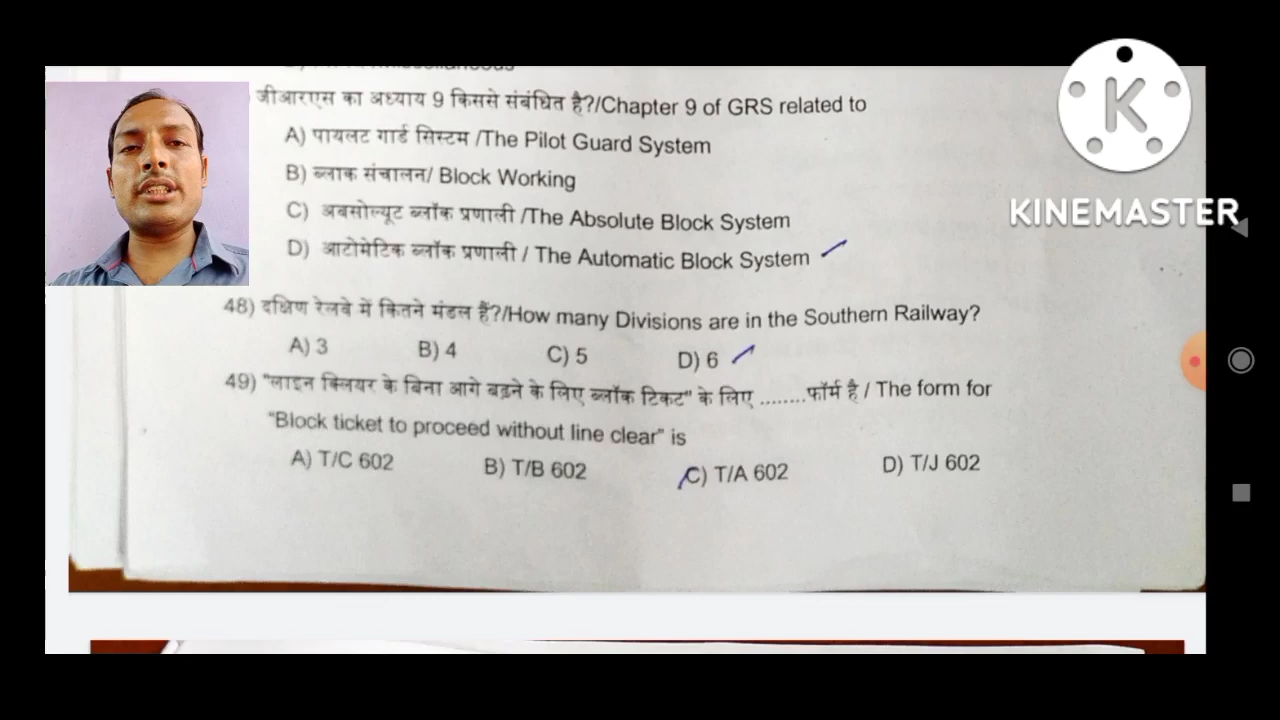 जीआरएस का अध्याय 9 किससे संबंधित है?/Chapter 9 of GRS related to
A) पायलट गार्ड सिस्टम /The Pilot Guard System
B) ब्लाक संचालन/ Block Working
C) अबसोल्यूट ब्लॉक प्रणाली /The Absolute Block System
D) आटोमेटिक ब्लॉक प्रणाली / The Automatic Block System
48) दक्षिण रेलवे में कितने मंडल हैं?/How many Divisions are in the Southern Railway?
A) 3 B) 4 C) 5 D) 6
49) "लाइन क्लियर के बिना आगे बढ़ने के लिए ब्लॉक टिकट" के लिए ........फॉर्म है / The form for
"Block ticket to proceed without line clear" is
A) T/C 602 B) T/B 602 C) T/A 602 D) T/J 602
K
KINEMASTER